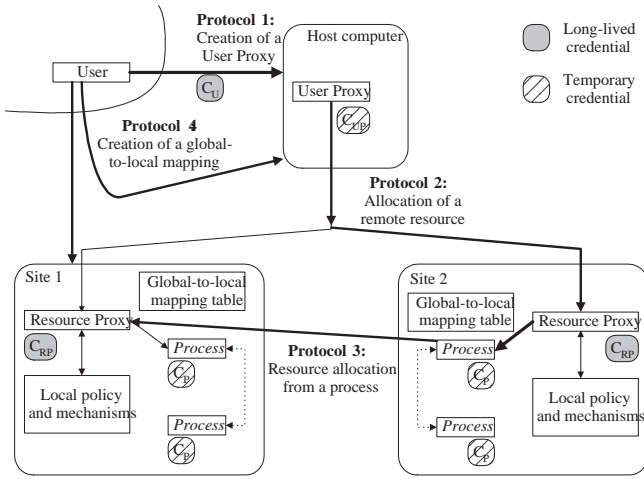 Protocol 1:
Creation of a
User Proxy
Host computer
Long-lived
credential
User
C_U
User Proxy
C_UP
Temporary
credential
Protocol 4
Creation of a global-
to-local mapping
Protocol 2:
Allocation of a
remote resource
Site 1
Global-to-local
mapping table
Resource Proxy
C_RP
Process
C_P
Local policy
and mechanisms
Process
C_P
Protocol 3:
Resource allocation
from a process
Site 2
Global-to-local
mapping table
Resource Proxy
C_RP
Process
C_P
Local policy
and mechanisms
Process
C_P